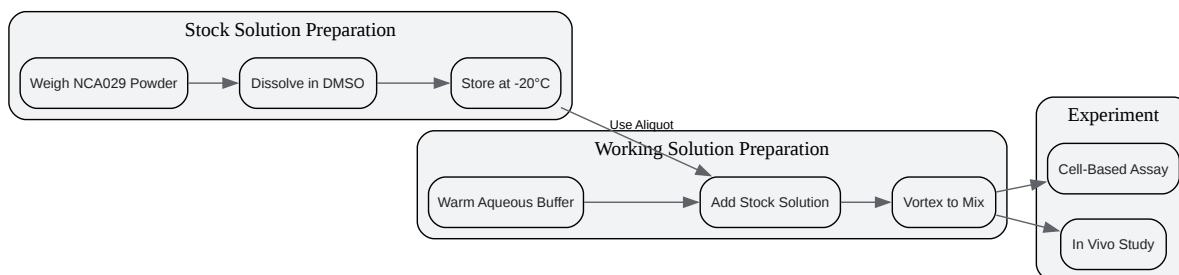 Stock Solution Preparation
Weigh NCA029 Powder
Dissolve in DMSO
Store at -20°C
Use Aliquot
Working Solution Preparation
Warm Aqueous Buffer
Add Stock Solution
Vortex to Mix
Experiment
Cell-Based Assay
In Vivo Study